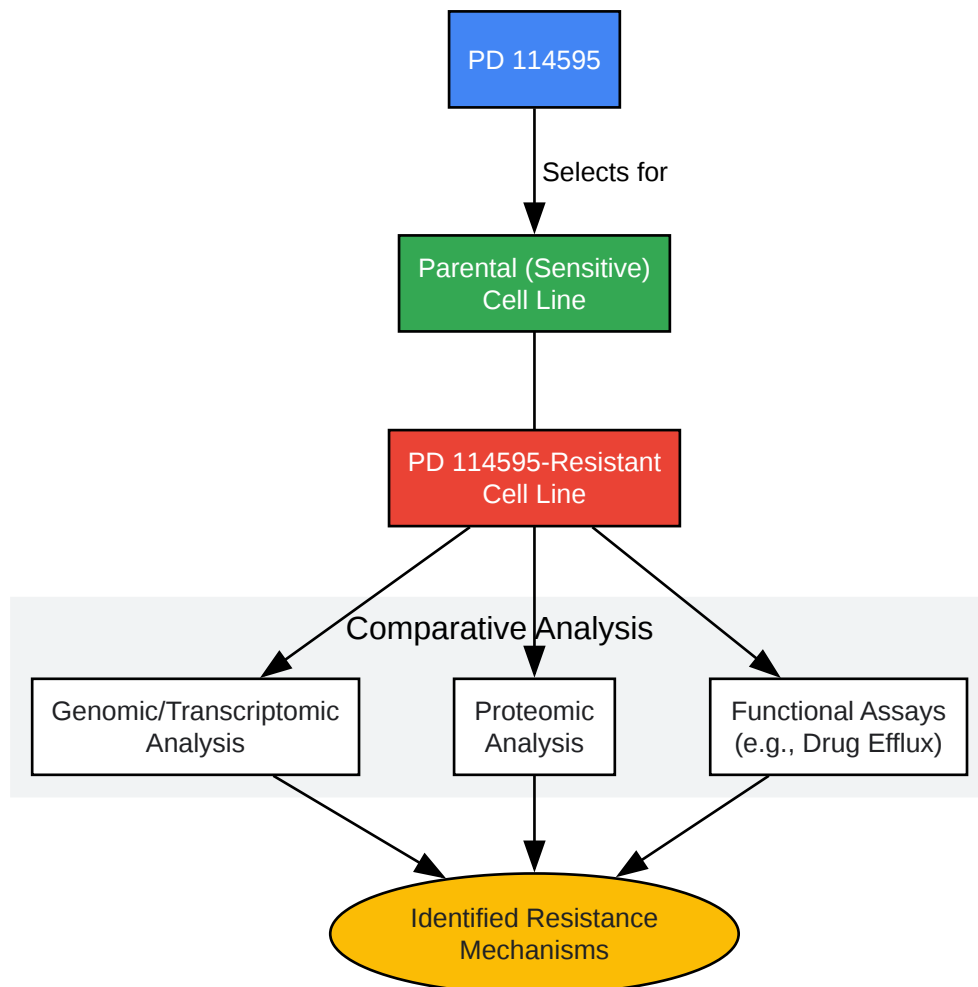 PD 114595
Selects for
Parental (Sensitive)
Cell Line
PD 114595-Resistant
Cell Line
Comparative Analysis
Genomic/Transcriptomic
Analysis
Proteomic
Analysis
Functional Assays
(e.g., Drug Efflux)
Identified Resistance
Mechanisms